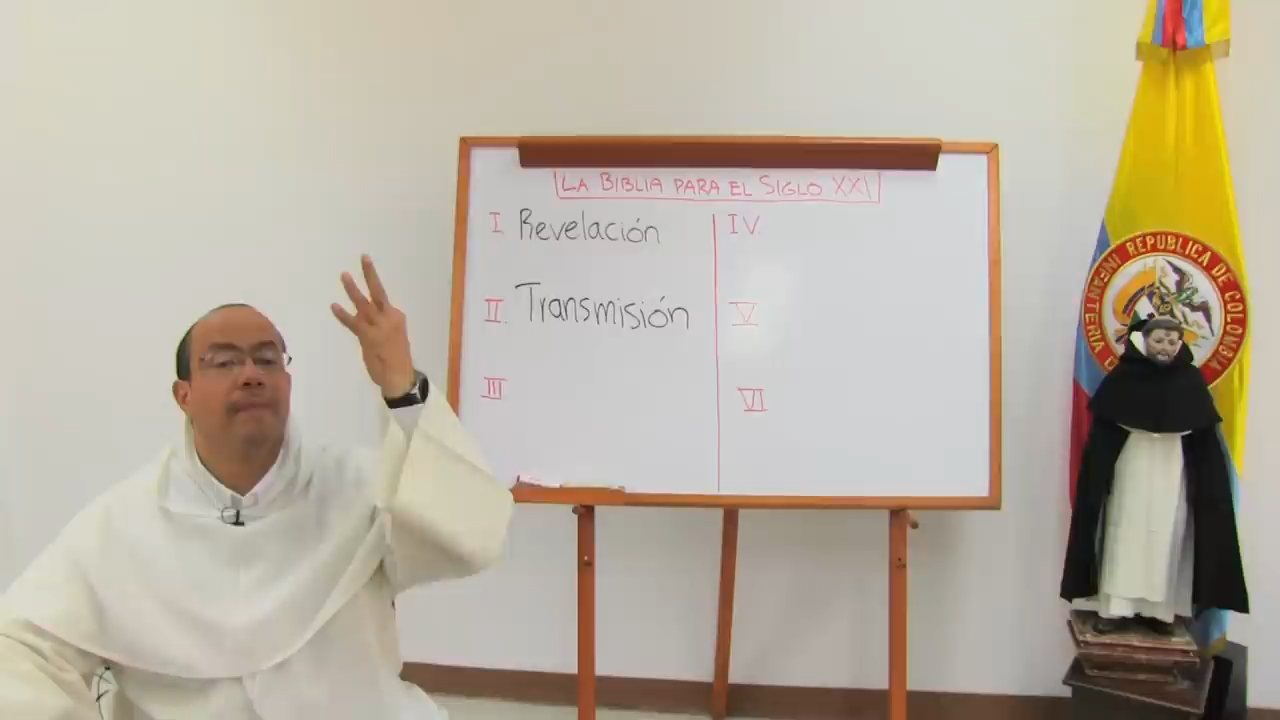 LA BIBLIA PARA EL SIGLO XXI
I. Revelación
II. Transmisión
III
IV.
V
VI
REPUBLICA DE COLOMBIA
INFANTERIA